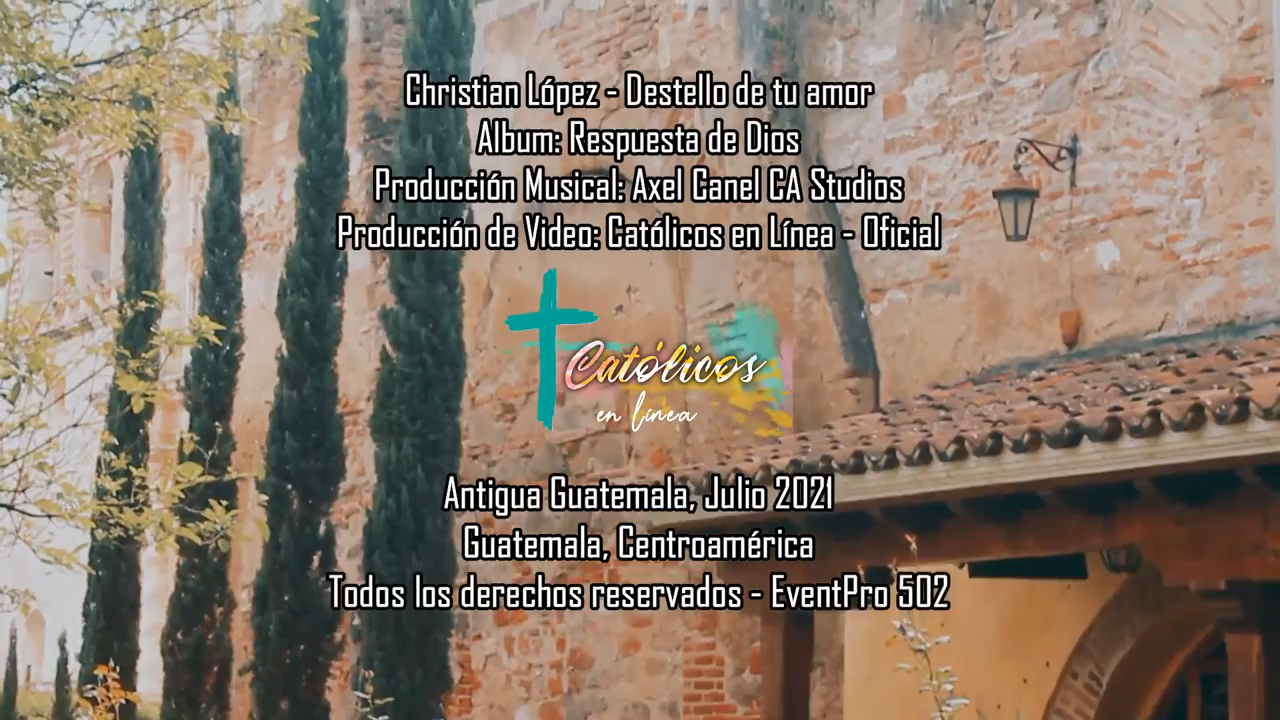 Christian López - Destello de tu amor
Album: Respuesta de Dios
Producción Musical: Axel Canel CA Studios
Producción de Video: Católicos en Línea - Oficial
Católicos
en línea
Antigua Guatemala, Julio 2021
Guatemala, Centroamérica
Todos los derechos reservados - EventPro 502